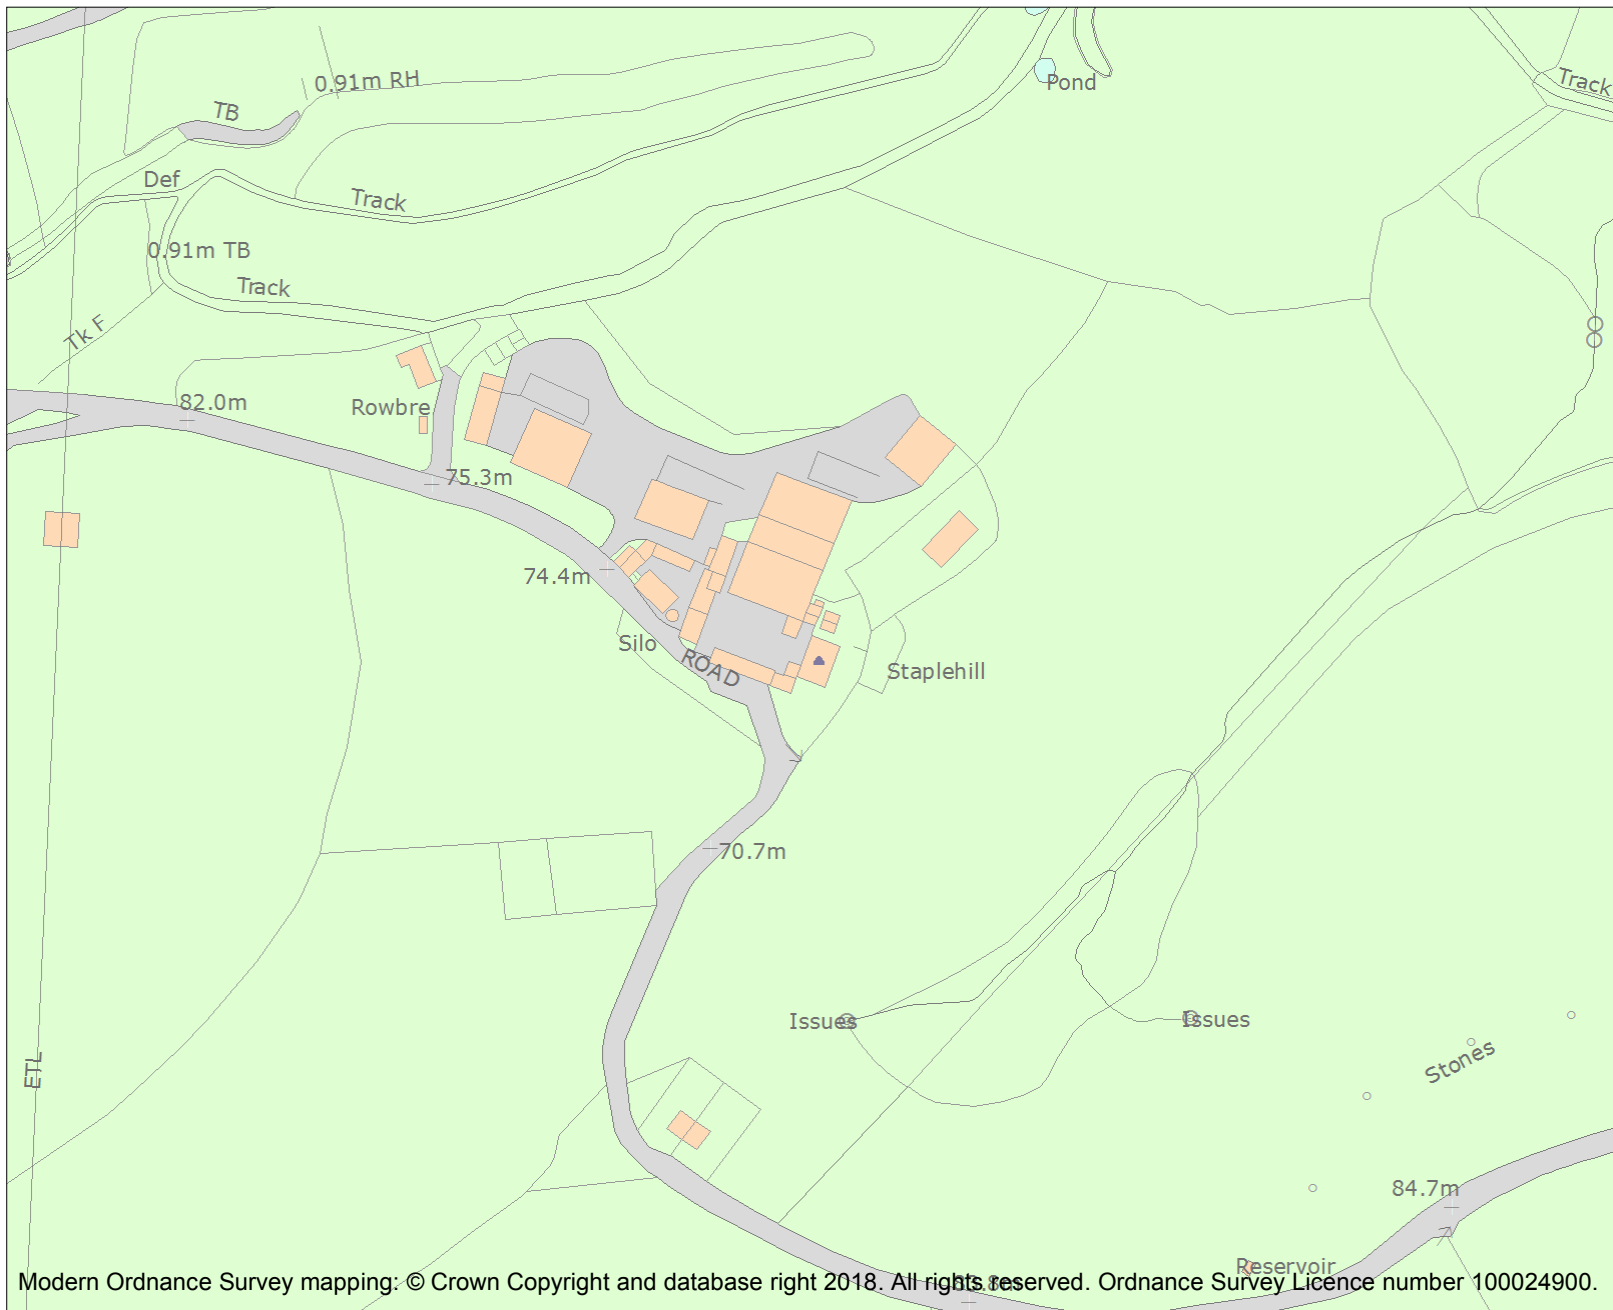 0.91m RH
Pond
Track
TB
Def
Track
0.91m TB
Track
Tk F
82.0m
Rowbre
75.3m
74.4m
Silo
ROAD
Staplehill
70.7m
Issues
Issues
Stones
ETL
84.7m
Reservoir
83.8m
Modern Ordnance Survey mapping: © Crown Copyright and database right 2018. All rights reserved. Ordnance Survey Licence number 100024900.